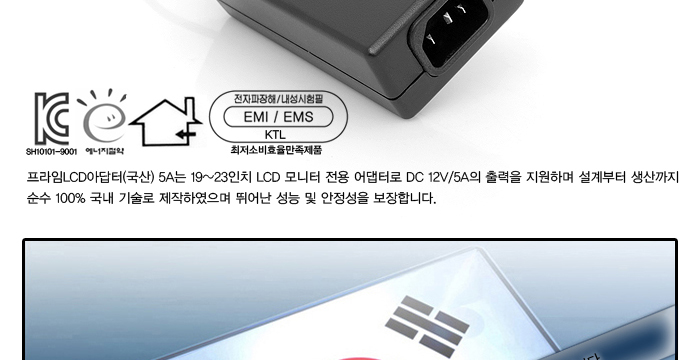 전자파장해/내성시험필
EMI / EMS
KTL
SH10101-9001 에너지절약 최저소비효율만족제품
프라임LCD아답터(국산) 5A는 19~23인치 LCD 모니터 전용 어댑터로 DC 12V/5A의 출력을 지원하며 설계부터 생산까지
순수 100% 국내 기술로 제작하였으며 뛰어난 성능 및 안정성을 보장합니다.